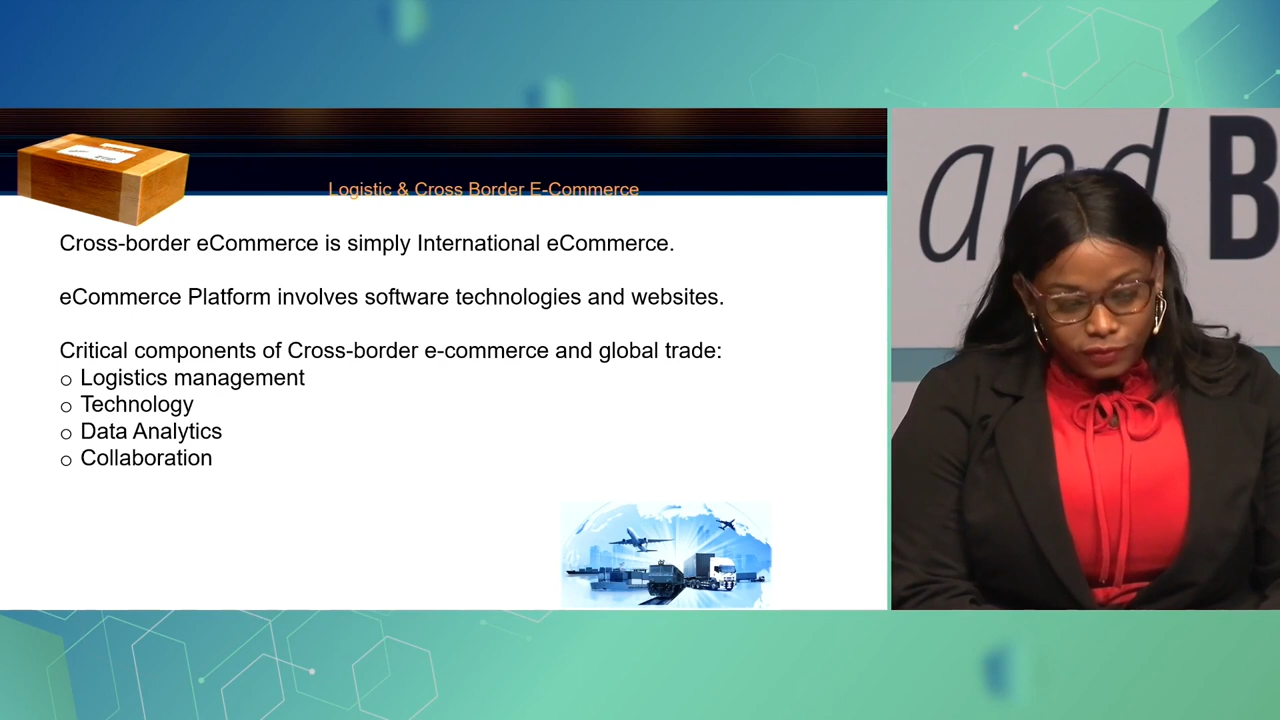 Logistic & Cross Border E-Commerce
Cross-border eCommerce is simply International eCommerce.
eCommerce Platform involves software technologies and websites.
Critical components of Cross-border e-commerce and global trade:
o Logistics management
o Technology
o Data Analytics
o Collaboration
and B